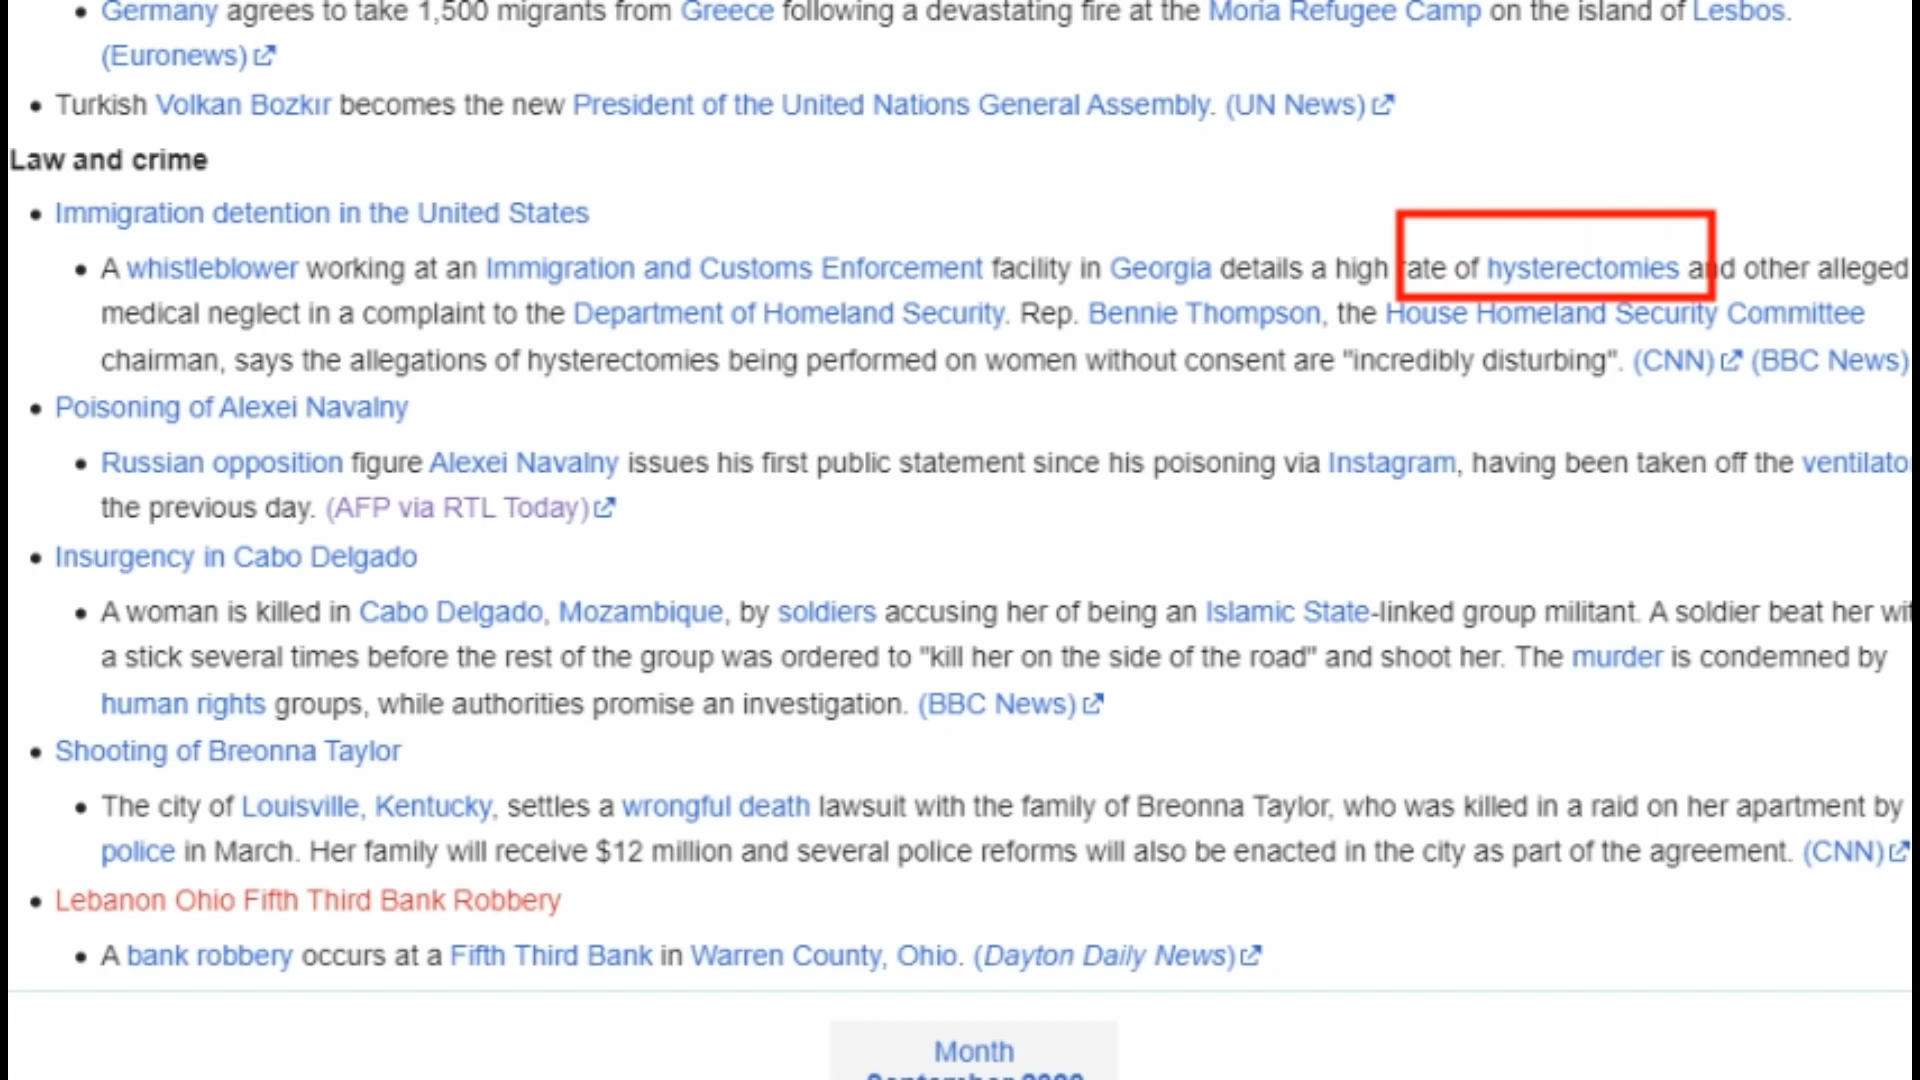 Germany agrees to take 1,500 migrants from Greece following a devastating fire at the Moria Refugee Camp on the island of Lesbos.
(Euronews)
Turkish Volkan Bozkır becomes the new President of the United Nations General Assembly. (UN News)
Law and crime
Immigration detention in the United States
A whistleblower working at an Immigration and Customs Enforcement facility in Georgia details a high rate of hysterectomies and other alleged
medical neglect in a complaint to the Department of Homeland Security. Rep. Bennie Thompson, the House Homeland Security Committee
chairman, says the allegations of hysterectomies being performed on women without consent are "incredibly disturbing". (CNN) (BBC News)
Poisoning of Alexei Navalny
Russian opposition figure Alexei Navalny issues his first public statement since his poisoning via Instagram, having been taken off the ventilato
the previous day. (AFP via RTL Today)
Insurgency in Cabo Delgado
A woman is killed in Cabo Delgado, Mozambique, by soldiers accusing her of being an Islamic State-linked group militant. A soldier beat her wit
a stick several times before the rest of the group was ordered to "kill her on the side of the road" and shoot her. The murder is condemned by
human rights groups, while authorities promise an investigation. (BBC News)
Shooting of Breonna Taylor
The city of Louisville, Kentucky, settles a wrongful death lawsuit with the family of Breonna Taylor, who was killed in a raid on her apartment by
police in March. Her family will receive $12 million and several police reforms will also be enacted in the city as part of the agreement. (CNN)
Lebanon Ohio Fifth Third Bank Robbery
A bank robbery occurs at a Fifth Third Bank in Warren County, Ohio. (Dayton Daily News)
Month